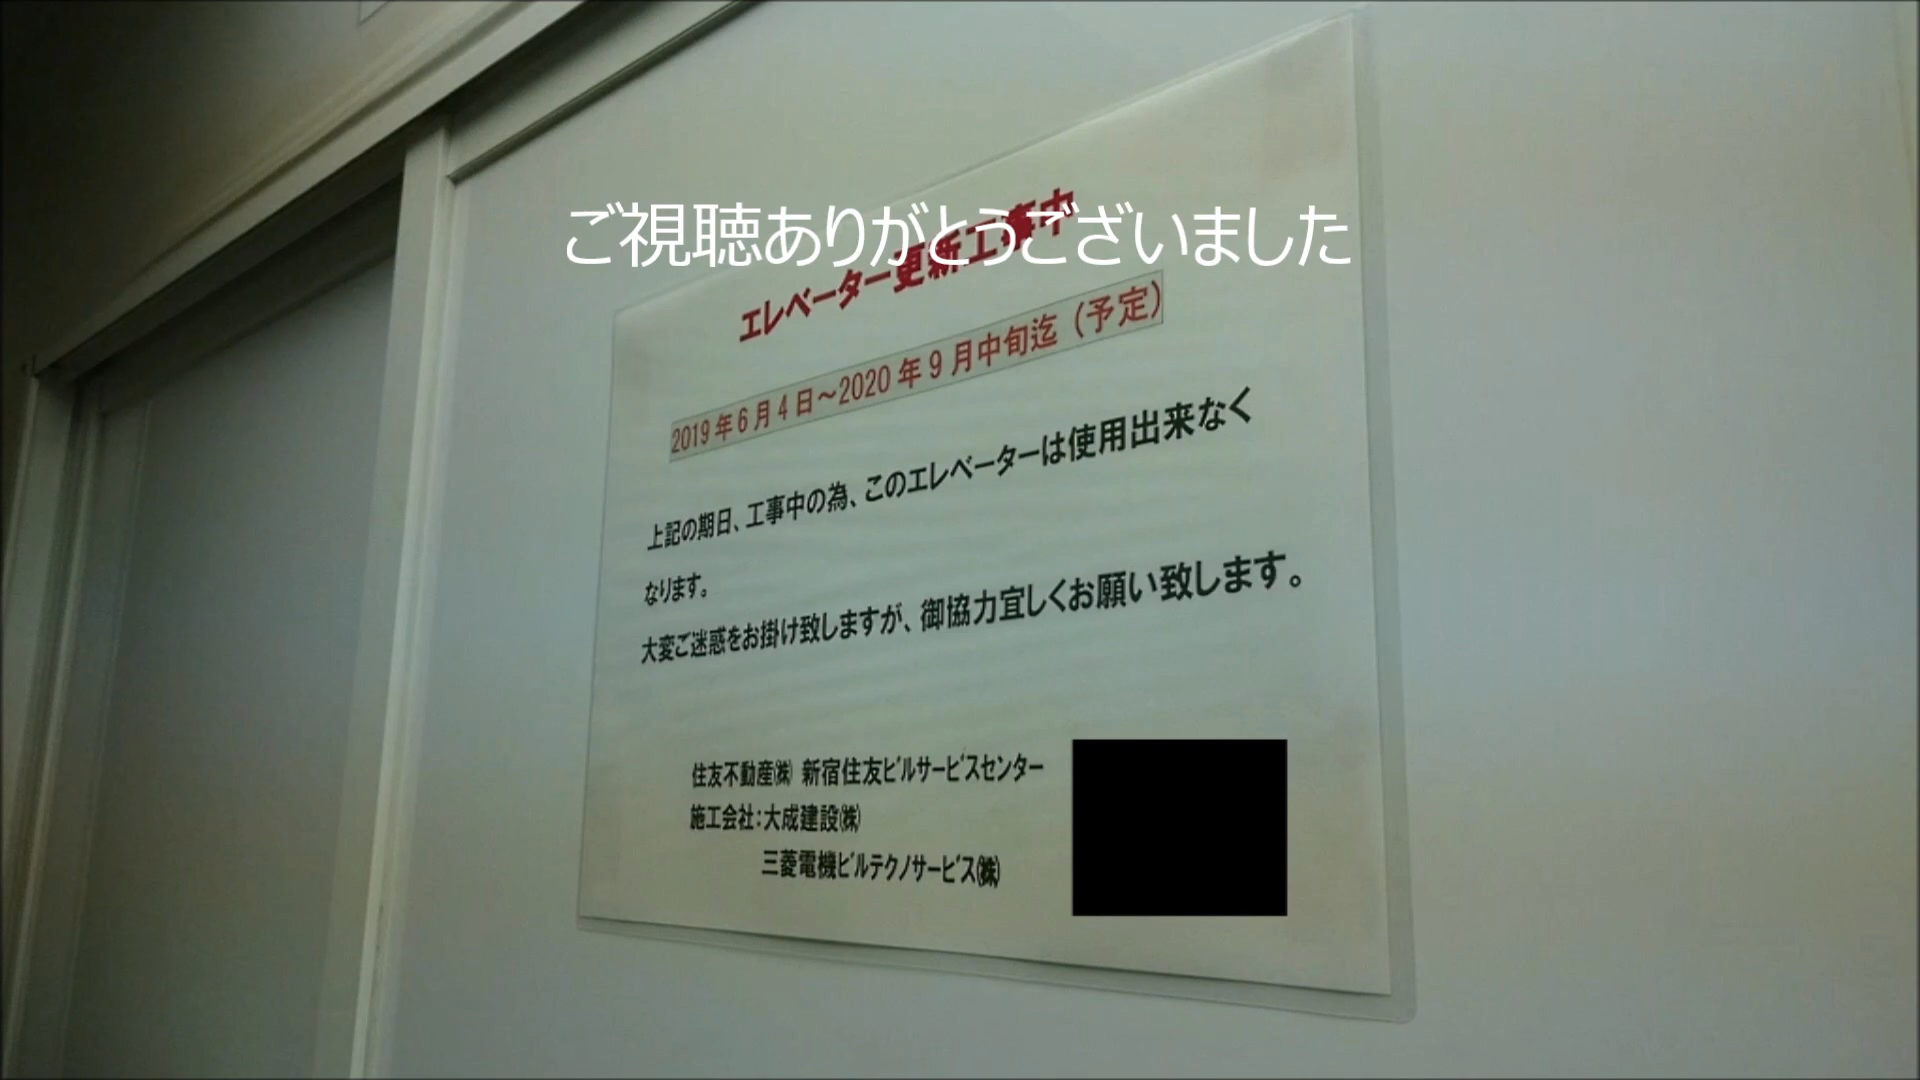 ご視聴ありがとうございました
エレベーター更新工事中
2019年6月4日～2020年9月中旬迄（予定）
上記の期日、工事中の為、このエレベーターは使用出来なく
なります。
大変ご迷惑をお掛け致しますが、御協力宜しくお願い致します。
住友不動産㈱ 新宿住友ビルサービスセンター
施工会社：大成建設㈱
三菱電機ビルテクノサービス㈱